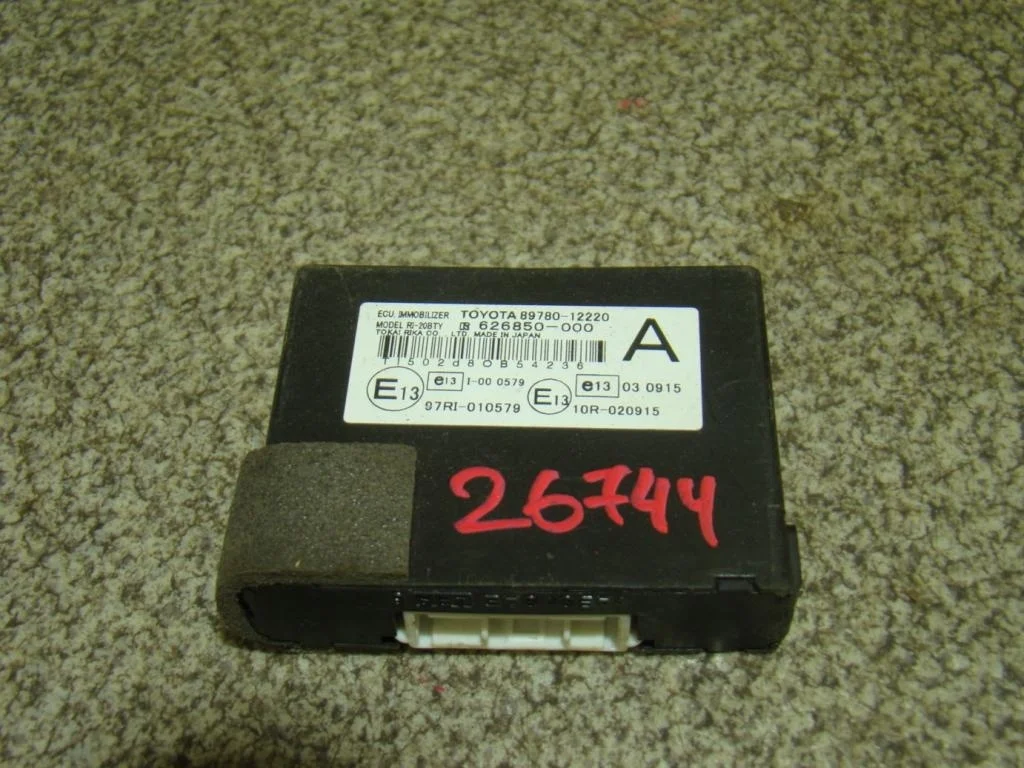 ECU, IMMOBILIZER TOYOTA 89780-12220
MODEL RI-20BTY 626850-000
TOKAI RIKA CO., LTD. MADE IN JAPAN
A
11502d80B54236
E13 e13 I-00 0579 E13 e13 03 0915
97RI-010579 10R-020915
26744